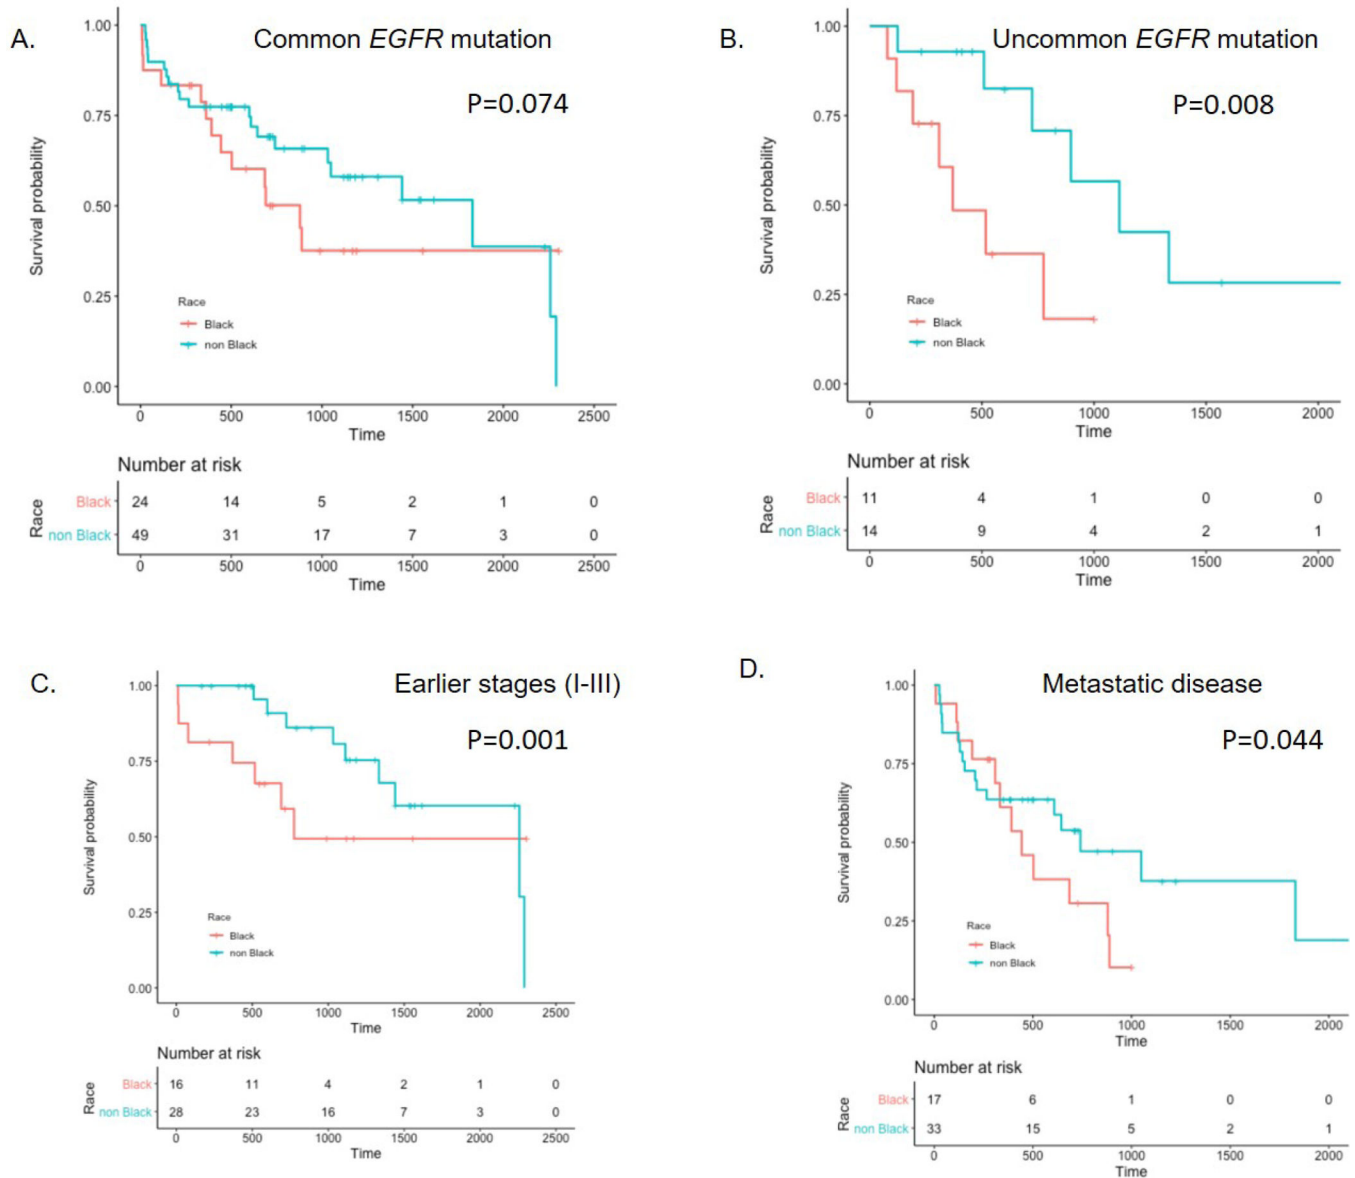 A.
Common EGFR mutation
P=0.074
1.00
0.75
0.50
0.25
0.00
Survival probability
Race
Black
non Black
0 500 1000 1500 2000 2500
Time
Number at risk
Race
Black 24 14 5 2 1 0
non Black 49 31 17 7 3 0
0 500 1000 1500 2000 2500
Time
B.
Uncommon EGFR mutation
P=0.008
1.00
0.75
0.50
0.25
0.00
Survival probability
Race
Black
non Black
0 500 1000 1500 2000
Time
Number at risk
Race
Black 11 4 1 0 0
non Black 14 9 4 2 1
0 500 1000 1500 2000
Time
C.
Earlier stages (I-III)
P=0.001
1.00
0.75
0.50
0.25
0.00
Survival probability
Race
Black
non Black
0 500 1000 1500 2000 2500
Time
Number at risk
Race
Black 16 11 4 2 1 0
non Black 28 23 16 7 3 0
0 500 1000 1500 2000 2500
Time
D.
Metastatic disease
P=0.044
1.00
0.75
0.50
0.25
0.00
Survival probability
Race
Black
non Black
0 500 1000 1500 2000
Time
Number at risk
Race
Black 17 6 1 0 0
non Black 33 15 5 2 1
0 500 1000 1500 2000
Time